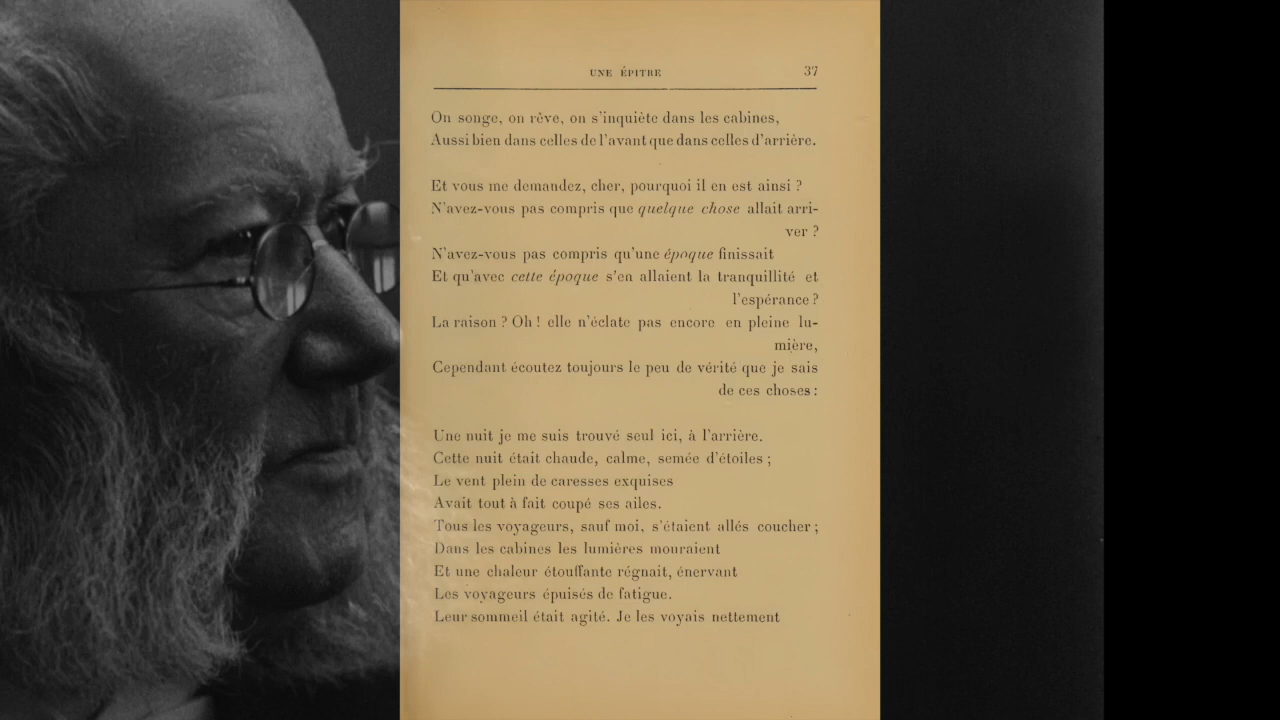 UNE ÉPITRE 37
On songe, on rêve, on s'inquiète dans les cabines,
Aussi bien dans celles de l'avant que dans celles d'arrière.
Et vous me demandez, cher, pourquoi il en est ainsi ?
N'avez-vous pas compris que quelque chose allait arri-
ver ?
N'avez-vous pas compris qu'une époque finissait
Et qu'avec cette époque s'en allaient la tranquillité et
l'espérance ?
La raison ? Oh ! elle n'éclate pas encore en pleine lu-
mière,
Cependant écoutez toujours le peu de vérité que je sais
de ces choses :
Une nuit je me suis trouvé seul ici, à l'arrière.
Cette nuit était chaude, calme, semée d'étoiles ;
Le vent plein de caresses exquises
Avait tout à fait coupé ses ailes.
Tous les voyageurs, sauf moi, s'étaient allés coucher ;
Dans les cabines les lumières mouraient
Et une chaleur étouffante régnait, énervant
Les voyageurs épuisés de fatigue.
Leur sommeil était agité. Je les voyais nettement